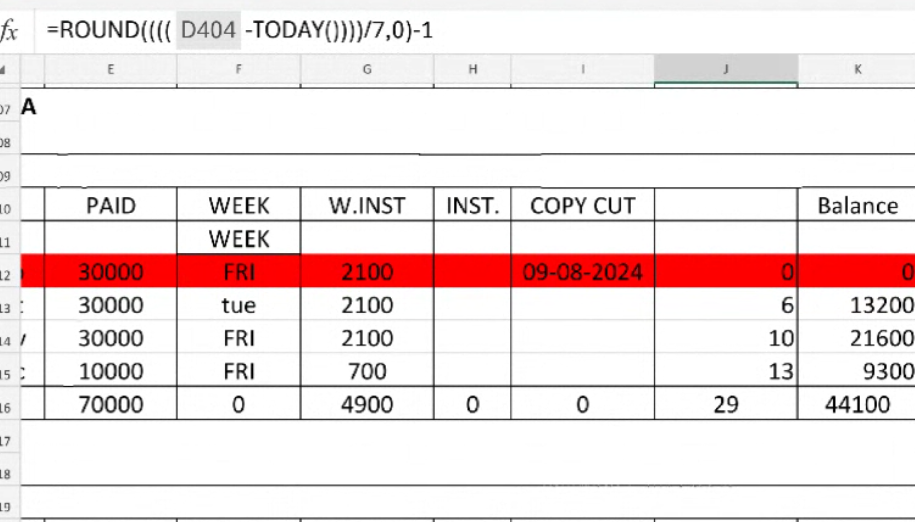 fx =ROUND(((( D404 -TODAY())))/7,0)-1
E F G H I J K
07 A
08
09
10 PAID WEEK W.INST INST. COPY CUT Balance
11 WEEK
12 30000 FRI 2100 09-08-2024 0 0
13 30000 tue 2100 6 13200
14 30000 FRI 2100 10 21600
15 10000 FRI 700 13 9300
16 70000 0 4900 0 0 29 44100
17
18
19